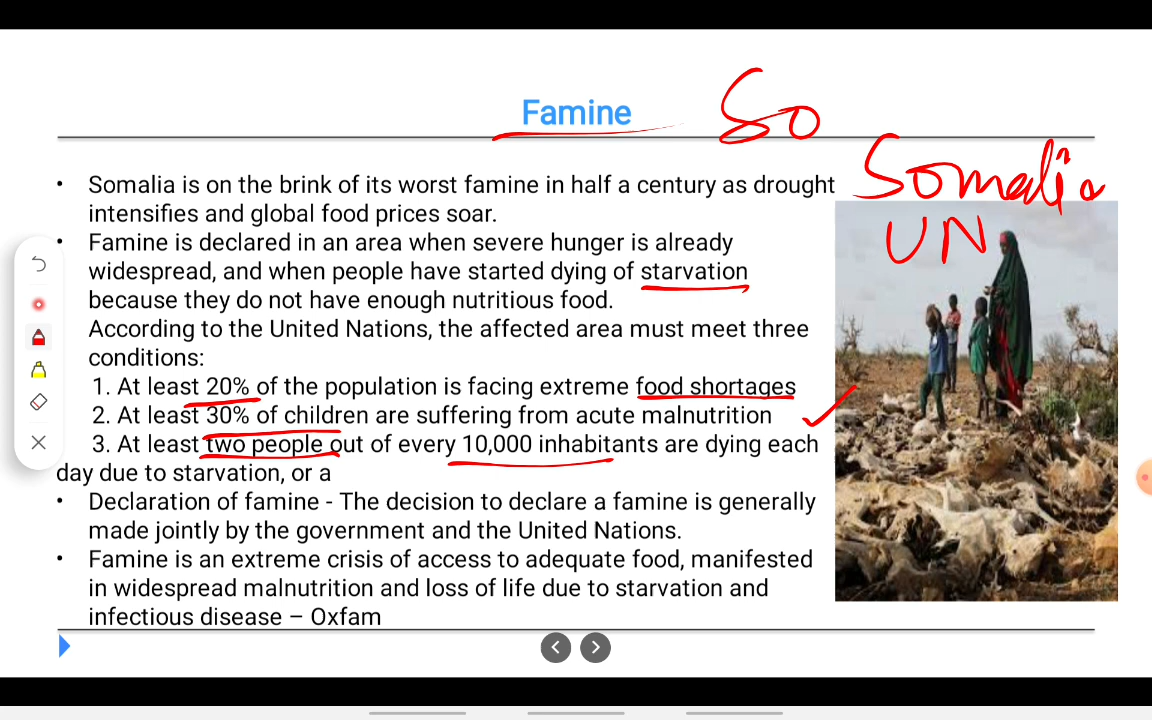 Famine
So
Somalia
UN
• Somalia is on the brink of its worst famine in half a century as drought
intensifies and global food prices soar.
• Famine is declared in an area when severe hunger is already
widespread, and when people have started dying of starvation
because they do not have enough nutritious food.
According to the United Nations, the affected area must meet three
conditions:
1. At least 20% of the population is facing extreme food shortages
2. At least 30% of children are suffering from acute malnutrition
3. At least two people out of every 10,000 inhabitants are dying each
day due to starvation, or a
• Declaration of famine - The decision to declare a famine is generally
made jointly by the government and the United Nations.
• Famine is an extreme crisis of access to adequate food, manifested
in widespread malnutrition and loss of life due to starvation and
infectious disease – Oxfam